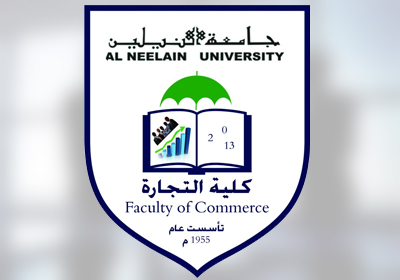 جامعة النيلين
AL NEELAIN UNIVERSITY
2 0
13
كلية التجارة
Faculty of Commerce
تأسست عام
1955 م